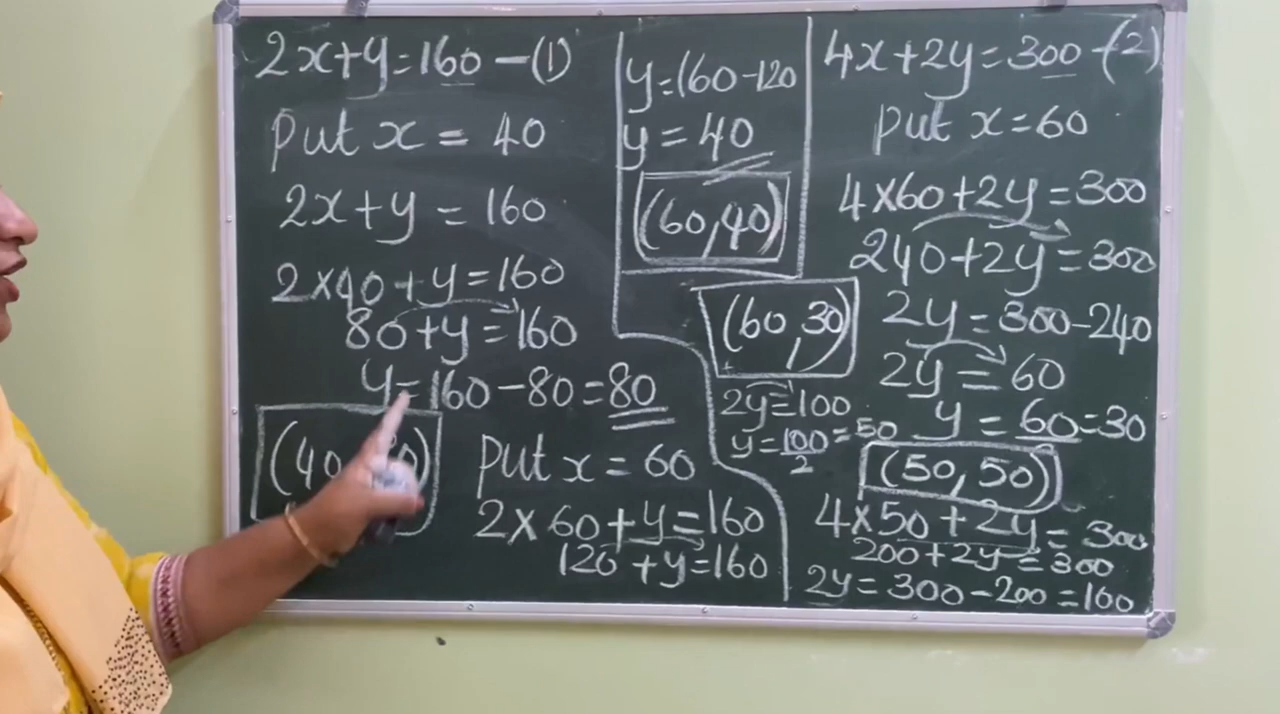 2x+y=160 –(1)
Put x = 40
2x+y = 160
2×40+y=160
80+y=160
y=160-80=80
(40, 80)
Put x = 60
2×60+y=160
120+y=160
y=160-120
y=40
(60,40)
4x+2y=300 –(2)
put x=60
4×60+2y=300
240+2y=300
2y=300-240
2y=60
y=60=30
(60,30)
(50,50)
4×50+2y=300
200+2y=300
2y=300-200=100
2y=100
y=100/2=50